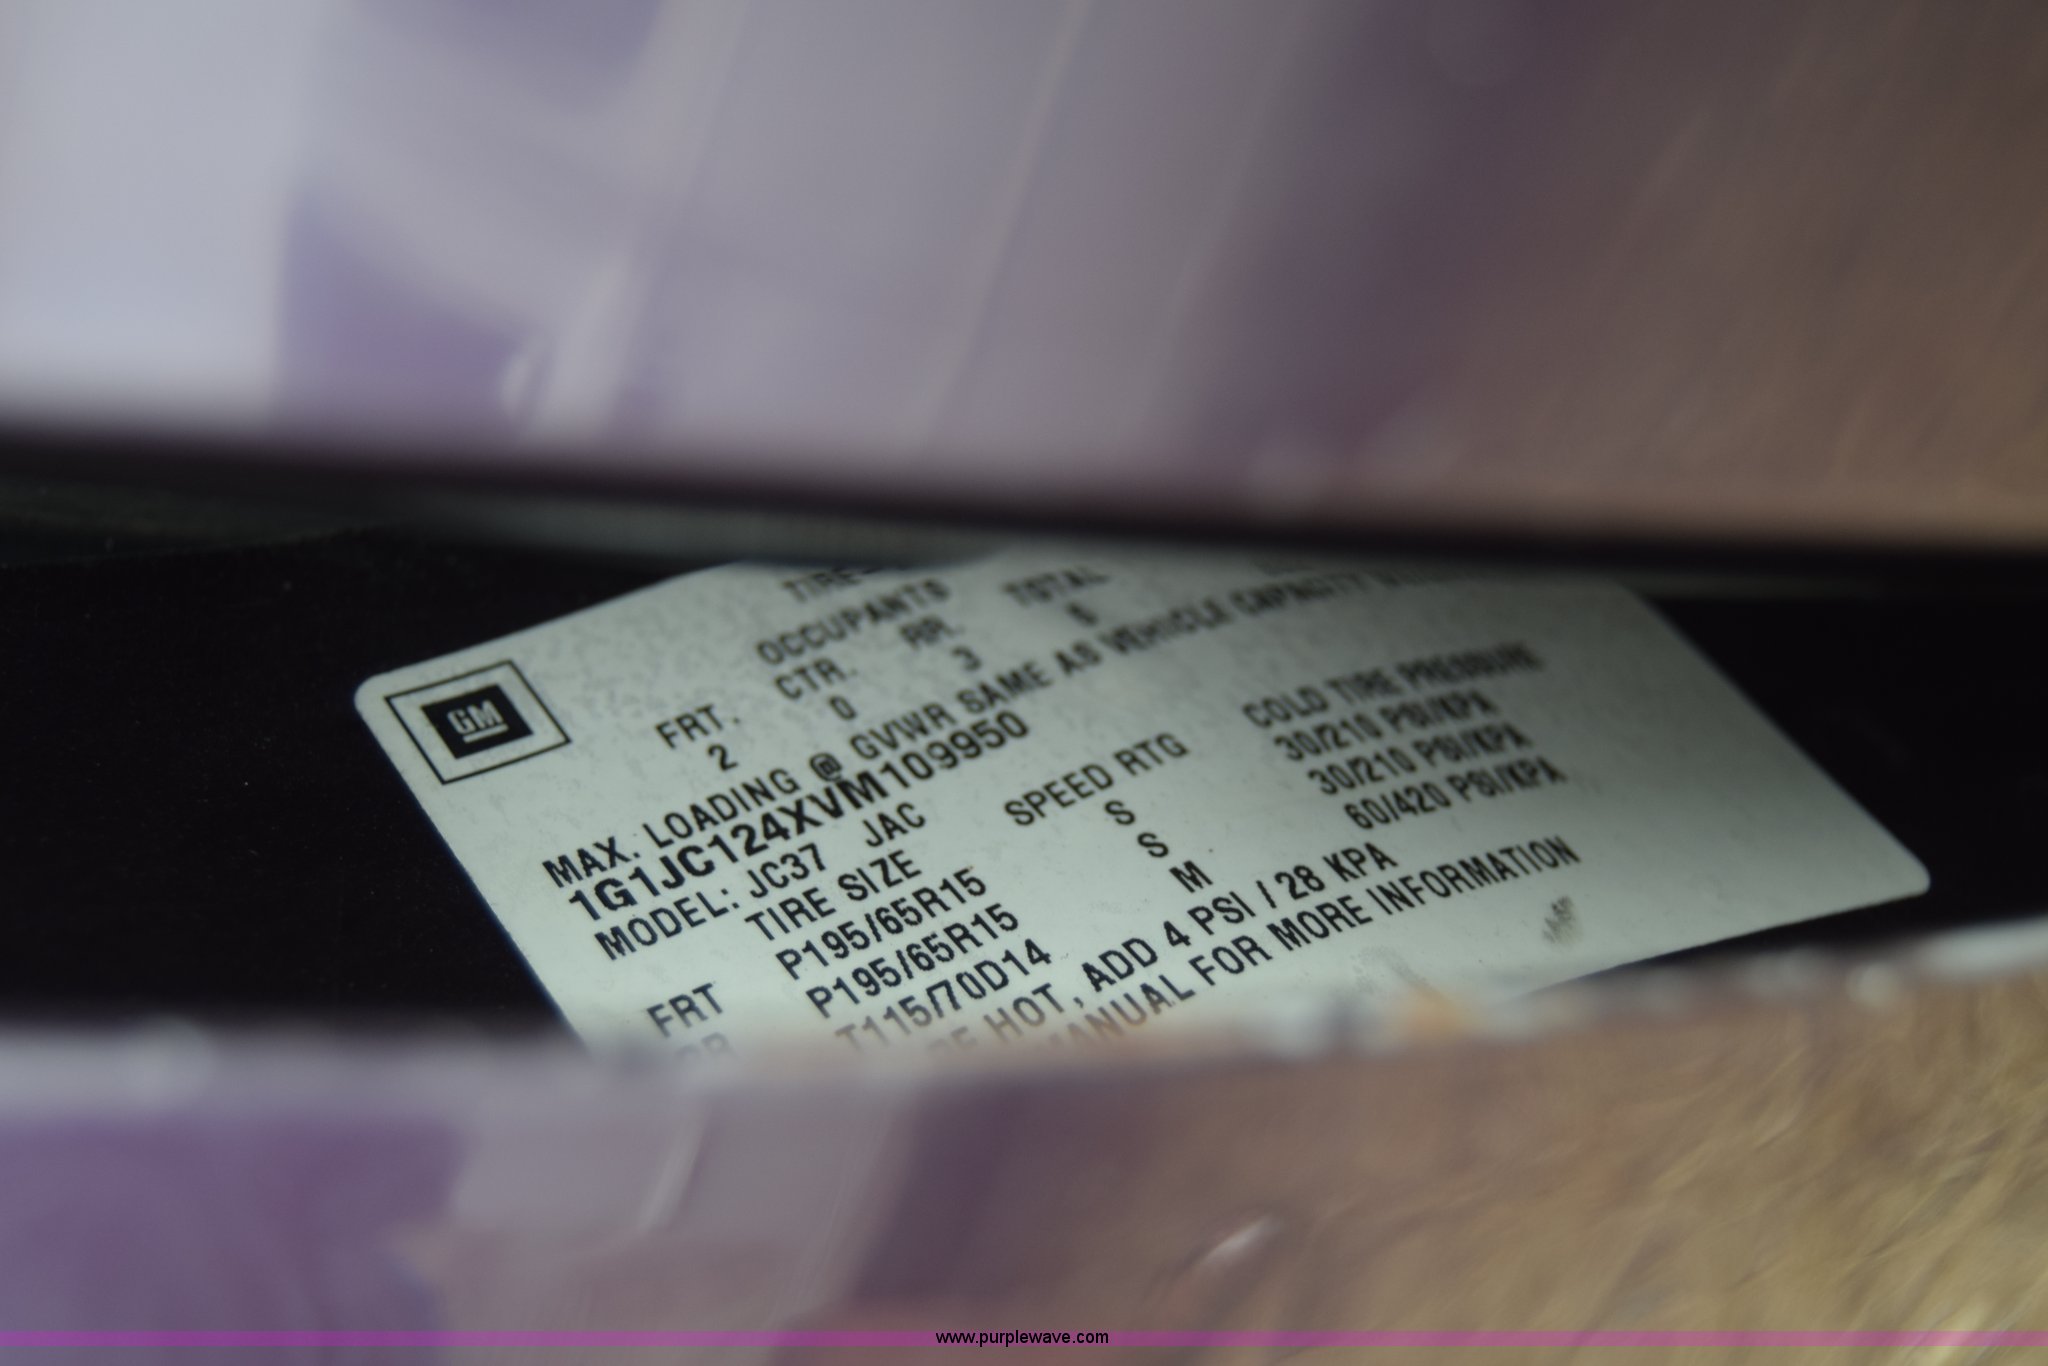 GM
TIRE-
OCCUPANTS
FRT. CTR. RR. TOTAL
2 0 3 5
MAX. LOADING @ GVWR SAME AS VEHICLE CAPACITY
1G1JC124XVM109950
MODEL: JC37 JAC
TIRE SIZE SPEED RTG COLD TIRE PRESSURE
FRT P195/65R15 S 30/210 PSI/KPA
P195/65R15 S 30/210 PSI/KPA
T115/70D14 M 60/420 PSI/KPA
HOT, ADD 4 PSI / 28 KPA
MANUAL FOR MORE INFORMATION
www.purplewave.com